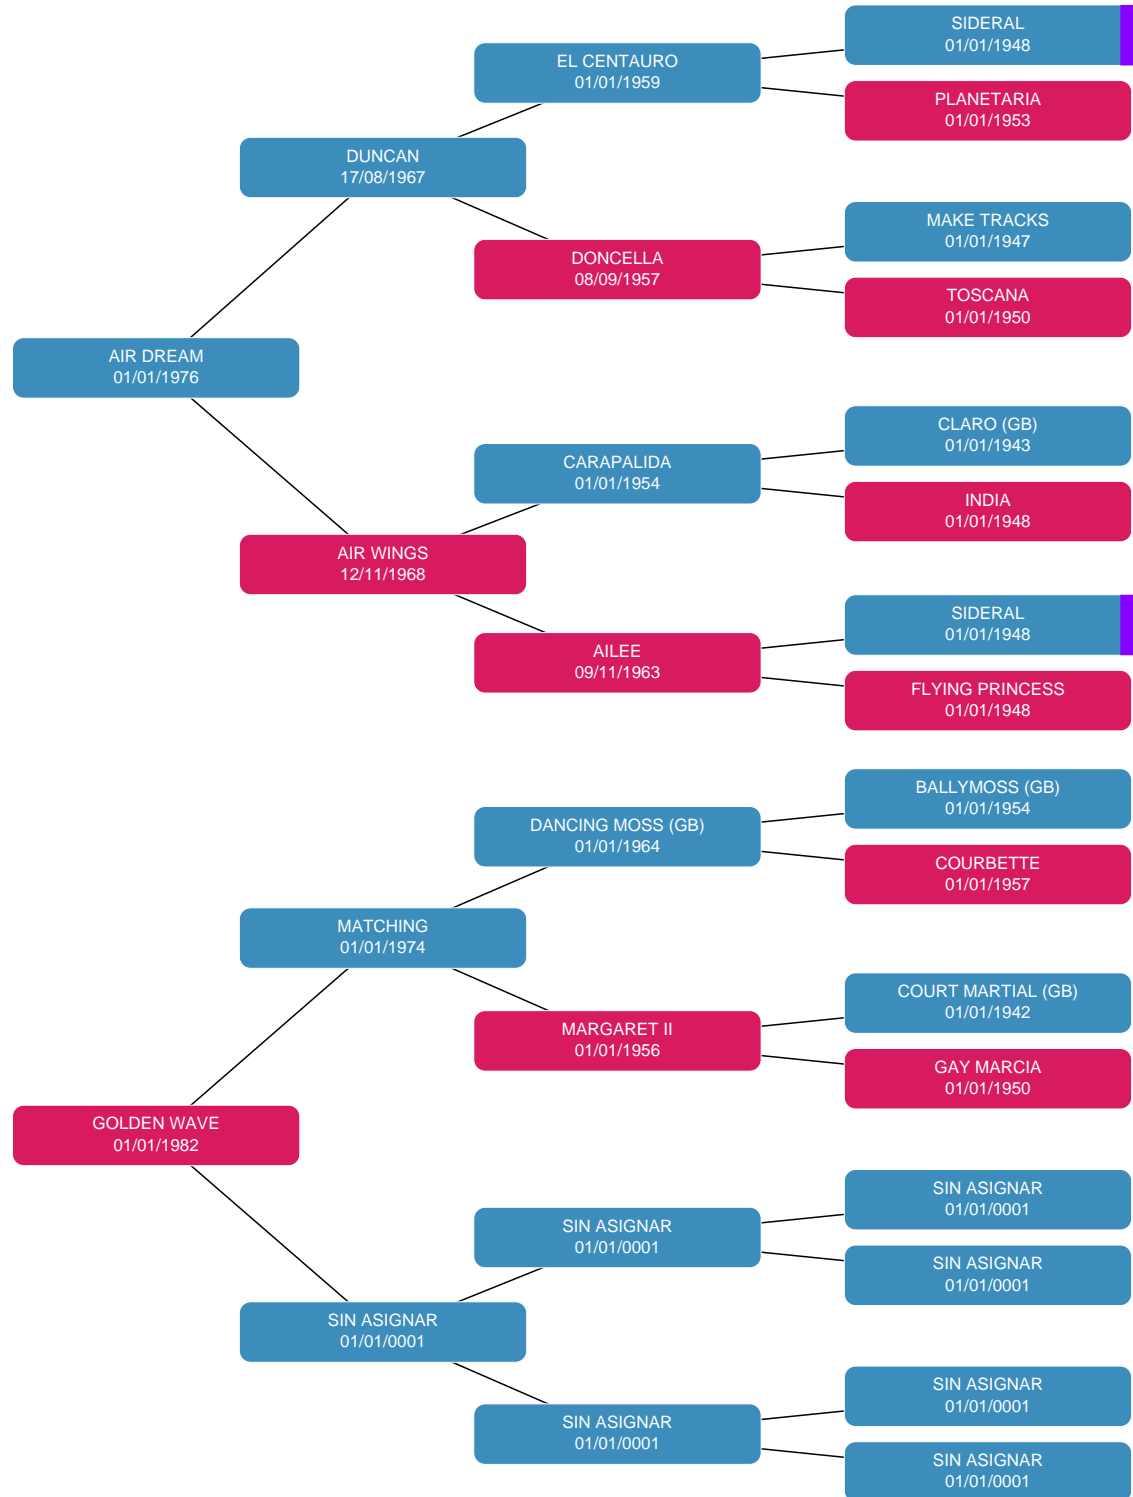 SIDERAL
01/01/1948
EL CENTAURO
01/01/1959
PLANETARIA
01/01/1953
DUNCAN
17/08/1967
MAKE TRACKS
01/01/1947
DONCELLA
08/09/1957
TOSCANA
01/01/1950
AIR DREAM
01/01/1976
CLARO (GB)
01/01/1943
CARAPALIDA
01/01/1954
INDIA
01/01/1948
AIR WINGS
12/11/1968
SIDERAL
01/01/1948
AILEE
09/11/1963
FLYING PRINCESS
01/01/1948
BALLYMOSS (GB)
01/01/1954
DANCING MOSS (GB)
01/01/1964
COURBETTE
01/01/1957
MATCHING
01/01/1974
COURT MARTIAL (GB)
01/01/1942
MARGARET II
01/01/1956
GAY MARCIA
01/01/1950
GOLDEN WAVE
01/01/1982
SIN ASIGNAR
01/01/0001
SIN ASIGNAR
01/01/0001
SIN ASIGNAR
01/01/0001
SIN ASIGNAR
01/01/0001
SIN ASIGNAR
01/01/0001
SIN ASIGNAR
01/01/0001
SIN ASIGNAR
01/01/0001